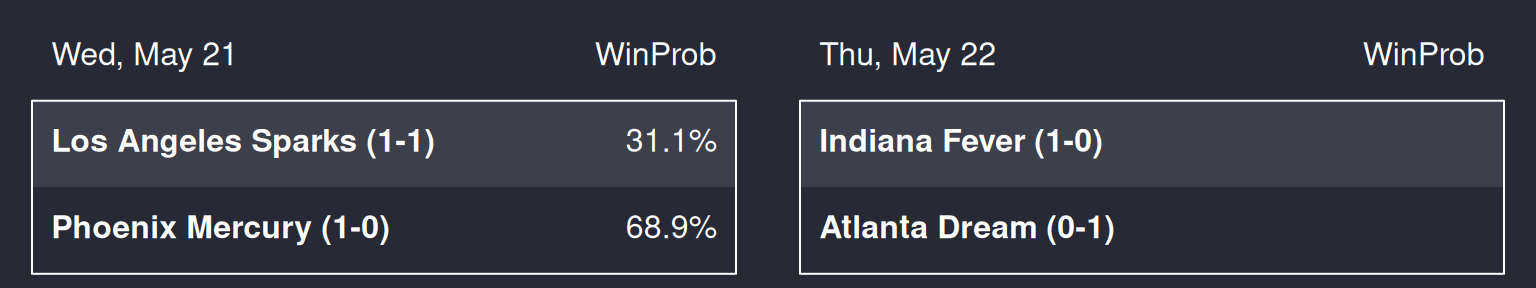 Wed, May 21 WinProb
Los Angeles Sparks (1-1) 31.1%
Phoenix Mercury (1-0) 68.9%
Thu, May 22 WinProb
Indiana Fever (1-0)
Atlanta Dream (0-1)